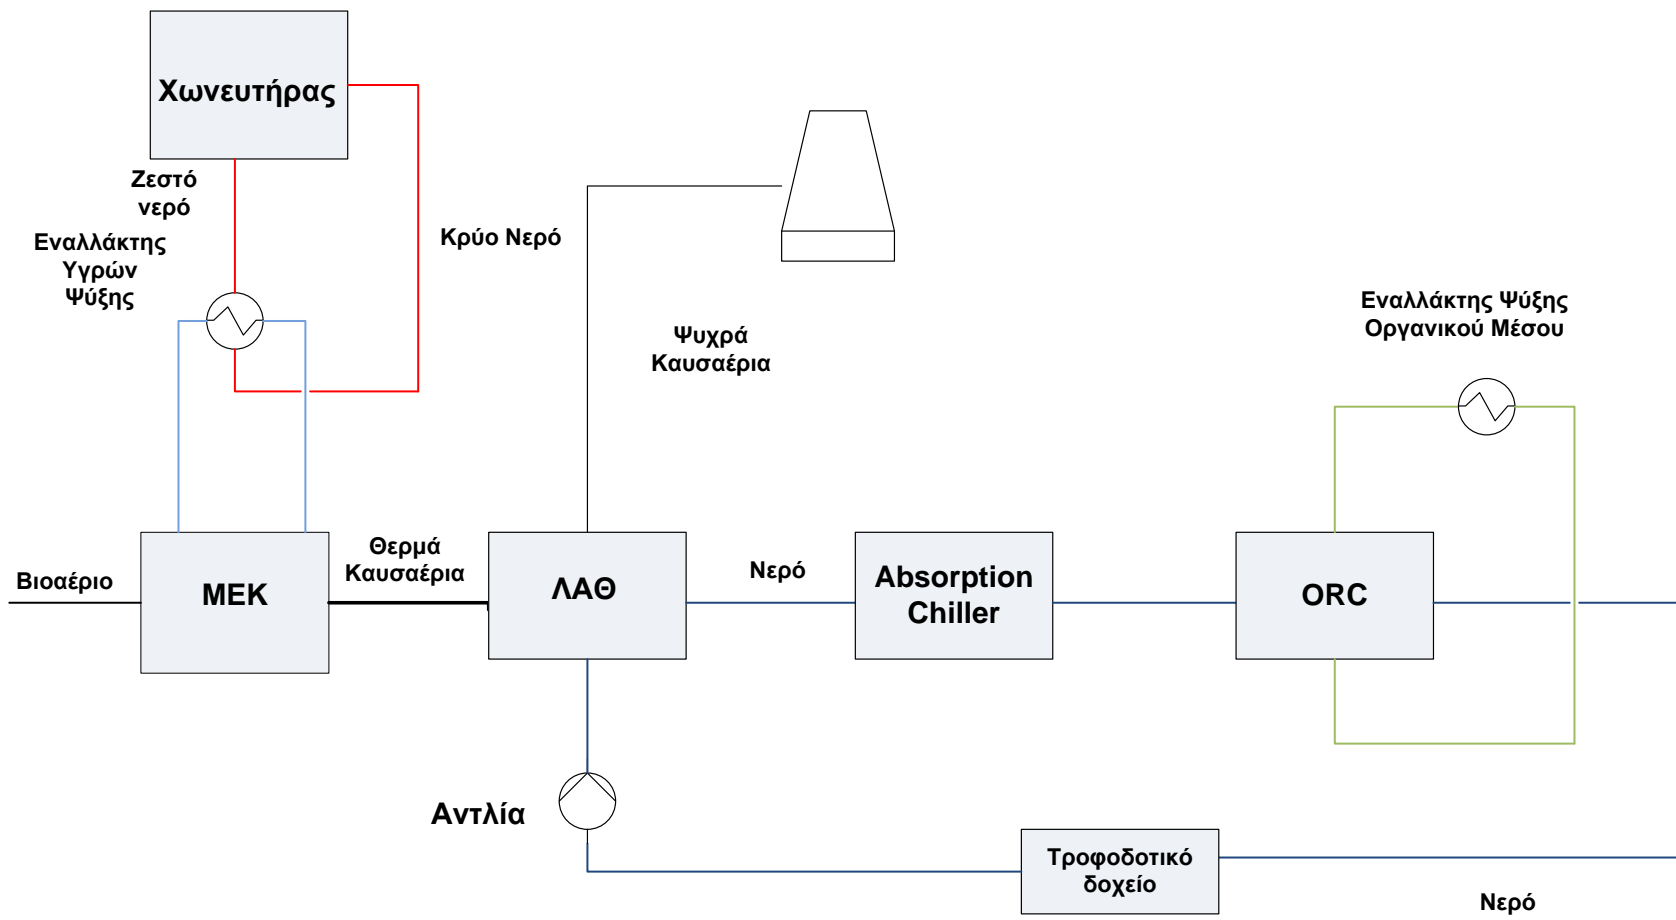 Χωνευτήρας
Ζεστό
νερό
Εναλλάκτης
Υγρών
Ψύξης
Κρύο Νερό
Ψυχρά
Καυσαέρια
Εναλλάκτης Ψύξης
Οργανικού Μέσου
Βιοαέριο
ΜΕΚ
Θερμά
Καυσαέρια
ΛΑΘ
Νερό
Absorption
Chiller
ORC
Αντλία
Τροφοδοτικό
δοχείο
Νερό